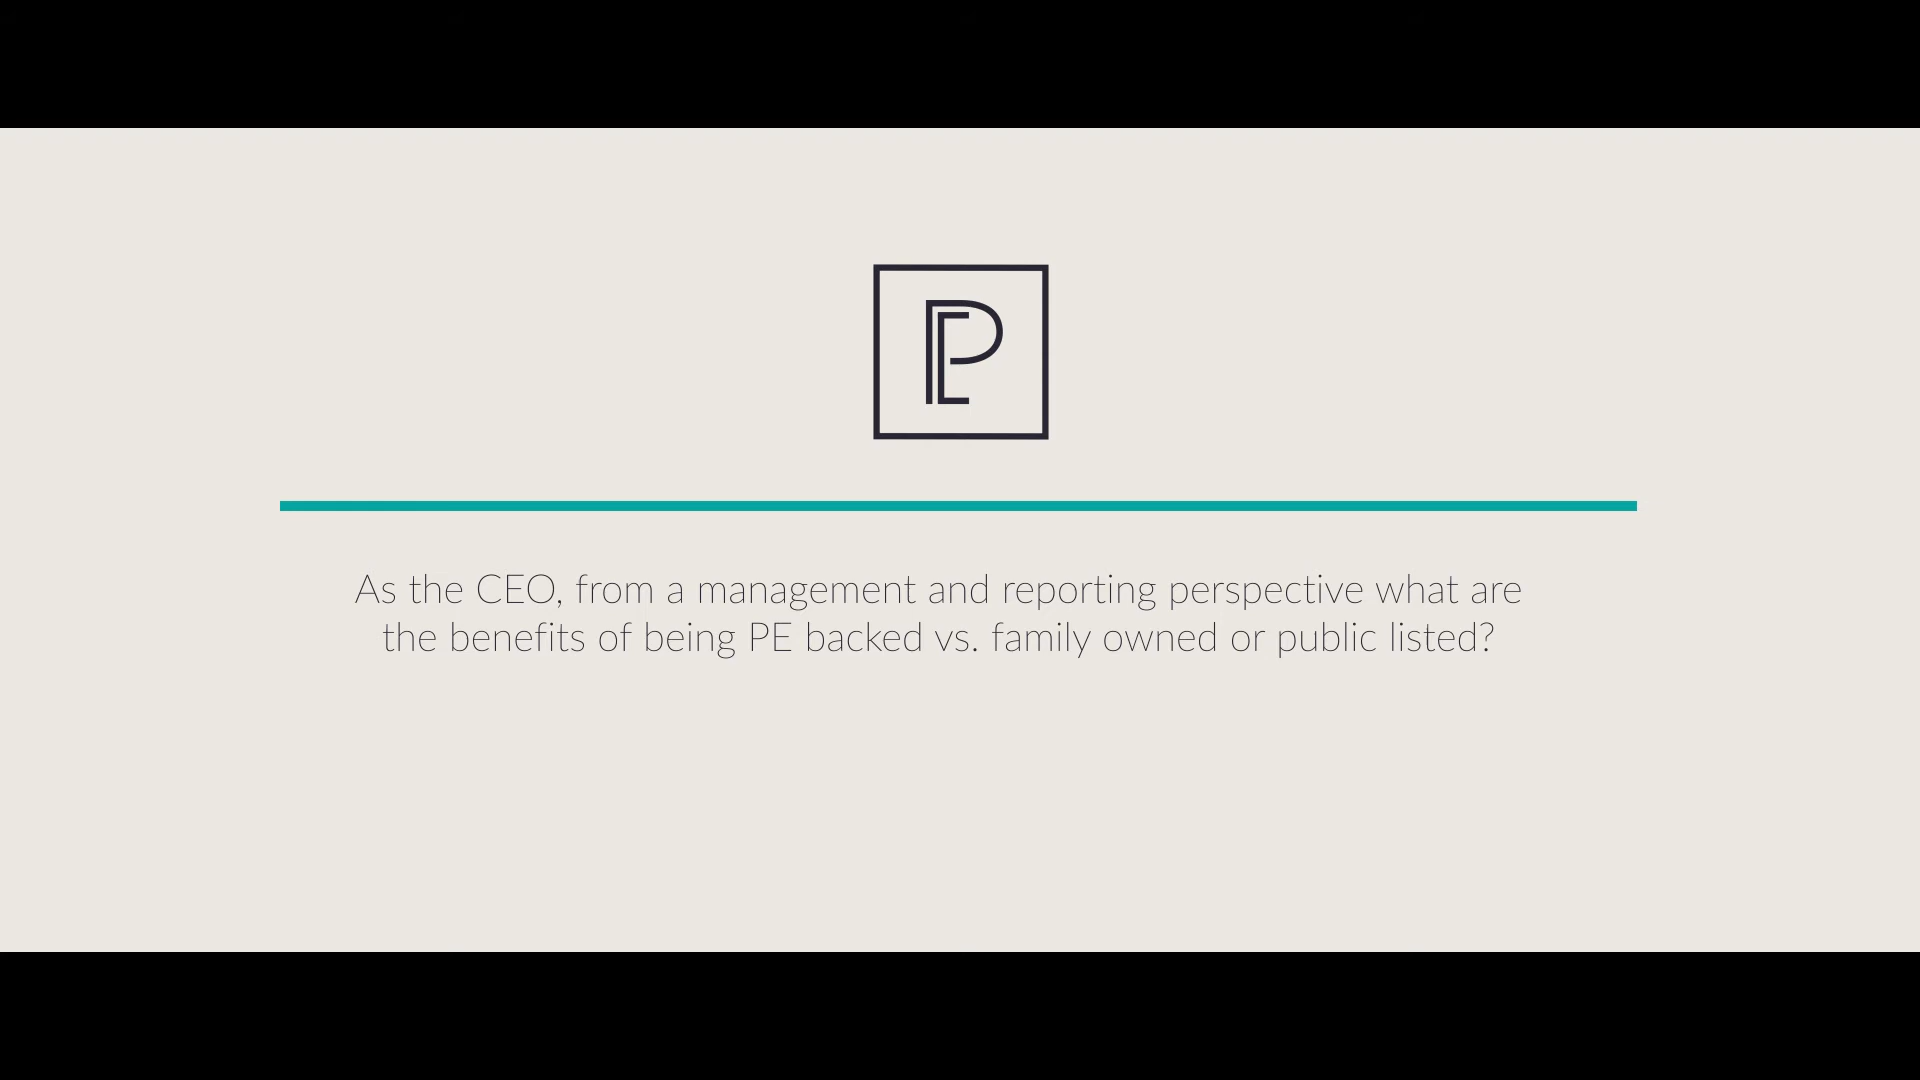 PE
As the CEO, from a management and reporting perspective what are
the benefits of being PE backed vs. family owned or public listed?